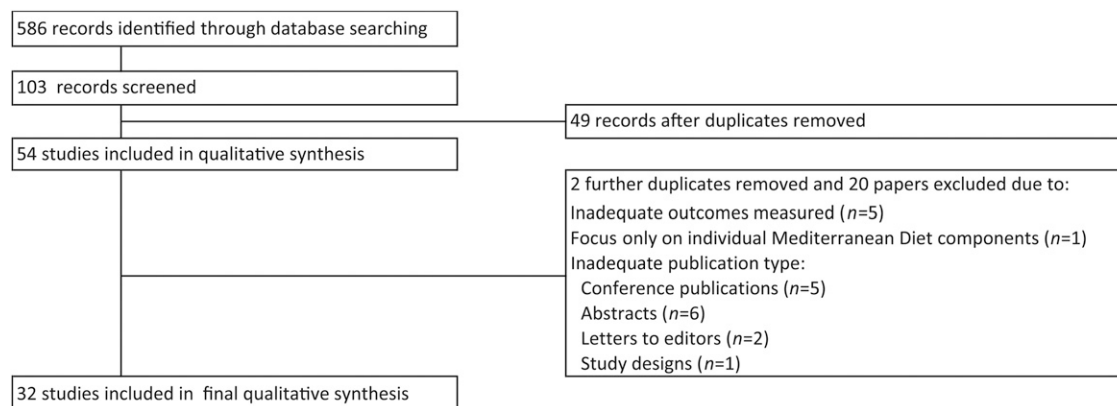 586 records identified through database searching
103 records screened
49 records after duplicates removed
54 studies included in qualitative synthesis
2 further duplicates removed and 20 papers excluded due to:
Inadequate outcomes measured (n=5)
Focus only on individual Mediterranean Diet components (n=1)
Inadequate publication type:
Conference publications (n=5)
Abstracts (n=6)
Letters to editors (n=2)
Study designs (n=1)
32 studies included in final qualitative synthesis